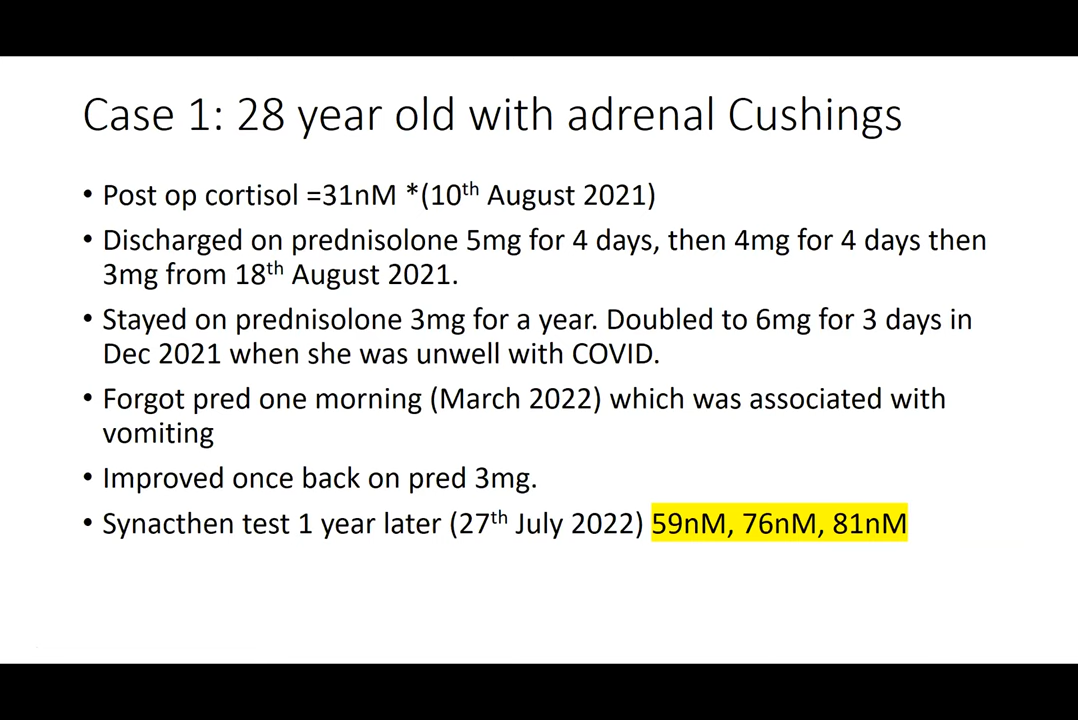 Case 1: 28 year old with adrenal Cushings
• Post op cortisol =31nM *(10th August 2021)
• Discharged on prednisolone 5mg for 4 days, then 4mg for 4 days then
3mg from 18th August 2021.
• Stayed on prednisolone 3mg for a year. Doubled to 6mg for 3 days in
Dec 2021 when she was unwell with COVID.
• Forgot pred one morning (March 2022) which was associated with
vomiting
• Improved once back on pred 3mg.
• Synacthen test 1 year later (27th July 2022) 59nM, 76nM, 81nM